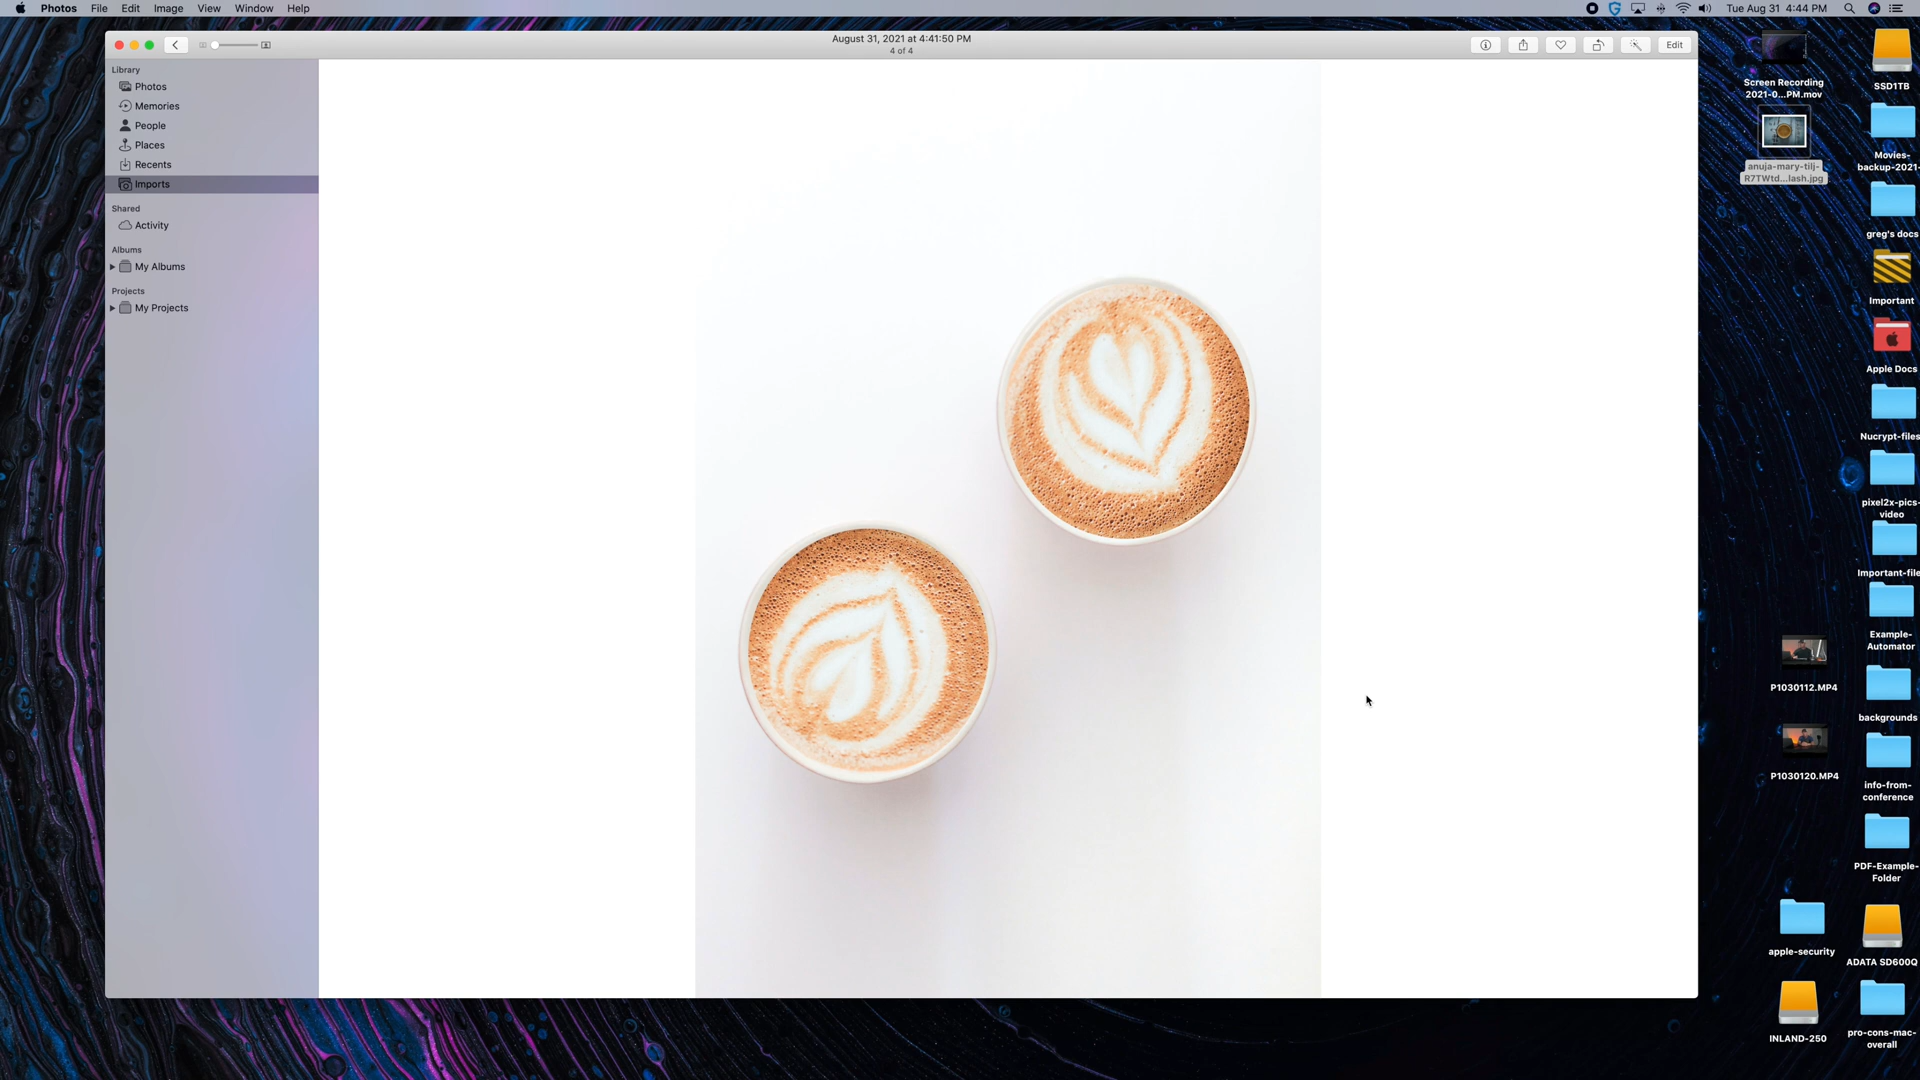 Photos File Edit Image View Window Help
Tue Aug 31 4:44 PM
August 31, 2021 at 4:41:50 PM
4 of 4
Edit
Library
Photos
Memories
People
Places
Recents
Imports
Shared
Activity
Albums
My Albums
Projects
My Projects
Screen Recording
2021-0...PM.mov
anuja-mary-tilj-
R7TWtd...lash.jpg
P1030112.MP4
P1030120.MP4
apple-security
INLAND-250
SSD1TB
Movies-
backup-2021-
greg's docs
Important
Apple Docs
Nucrypt-files
pixel2x-pics-
video
Important-file
Example-
Automator
backgrounds
info-from-
conference
PDF-Example-
Folder
ADATA SD600Q
pro-cons-mac-
overall